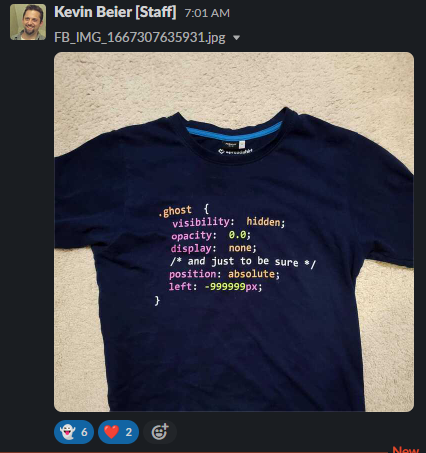 Kevin Beier [Staff] 7:01 AM
FB_IMG_1667307635931.jpg
.ghost {
visibility: hidden;
opacity: 0.0;
display: none;
/* and just to be sure */
position: absolute;
left: -999999px;
}
6 2
New